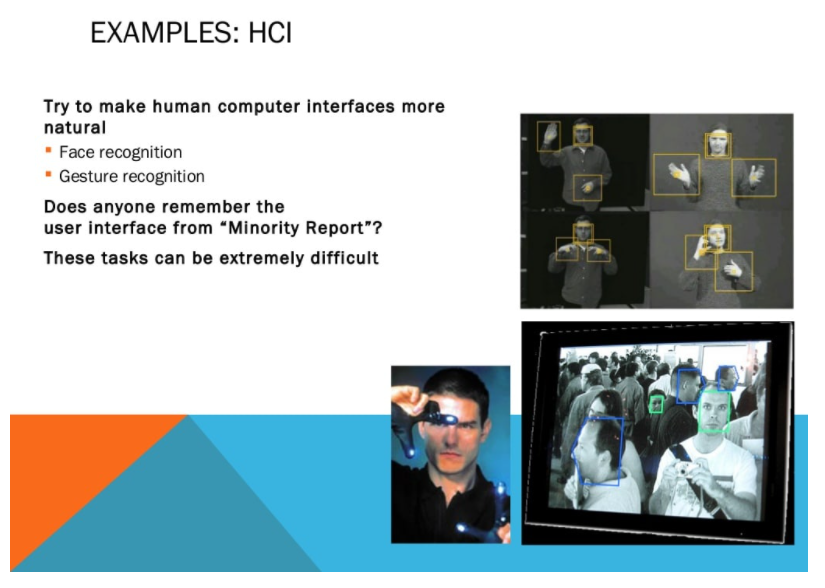 EXAMPLES: HCI
Try to make human computer interfaces more
natural
Face recognition
Gesture recognition
Does anyone remember the
user interface from “Minority Report”?
These tasks can be extremely difficult